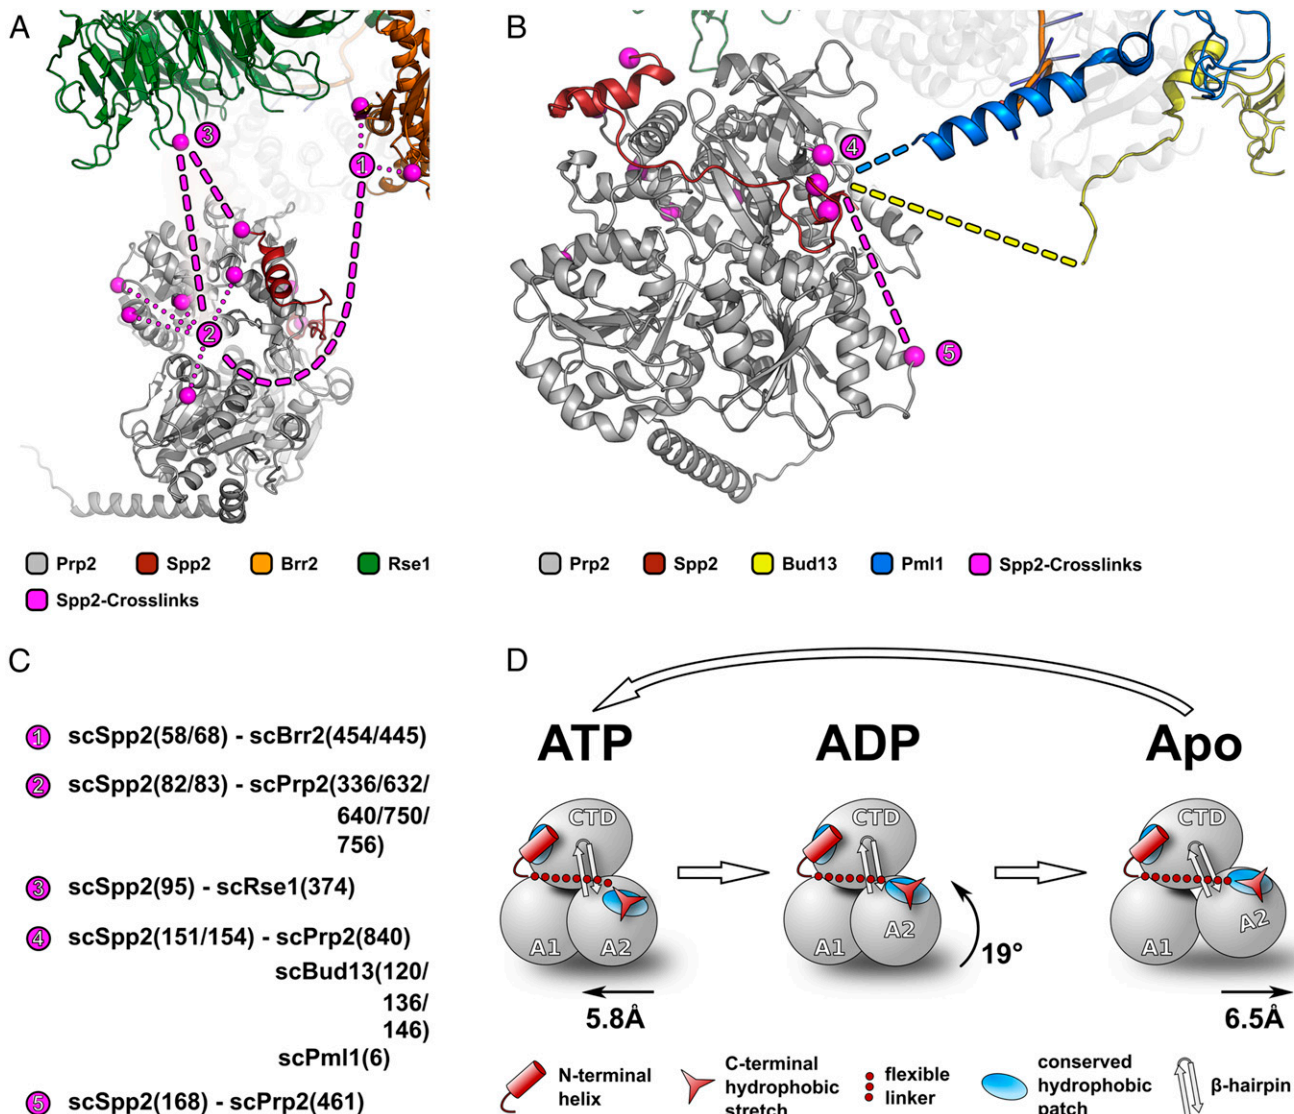 A
3
1
2
Prp2
Spp2
Brr2
Rse1
Spp2-Crosslinks
B
4
5
Prp2
Spp2
Bud13
Pml1
Spp2-Crosslinks
C
1 scSpp2(58/68) - scBrr2(454/445)
2 scSpp2(82/83) - scPrp2(336/632/
640/750/
756)
3 scSpp2(95) - scRse1(374)
4 scSpp2(151/154) - scPrp2(840)
scBud13(120/
136/
146)
scPml1(6)
5 scSpp2(168) - scPrp2(461)
D
ATP
ADP
Apo
CTD
A1
A2
5.8Å
CTD
A1
A2
19°
CTD
A1
A2
6.5Å
N-terminal
helix
C-terminal
hydrophobic
stretch
flexible
linker
conserved
hydrophobic
patch
β-hairpin